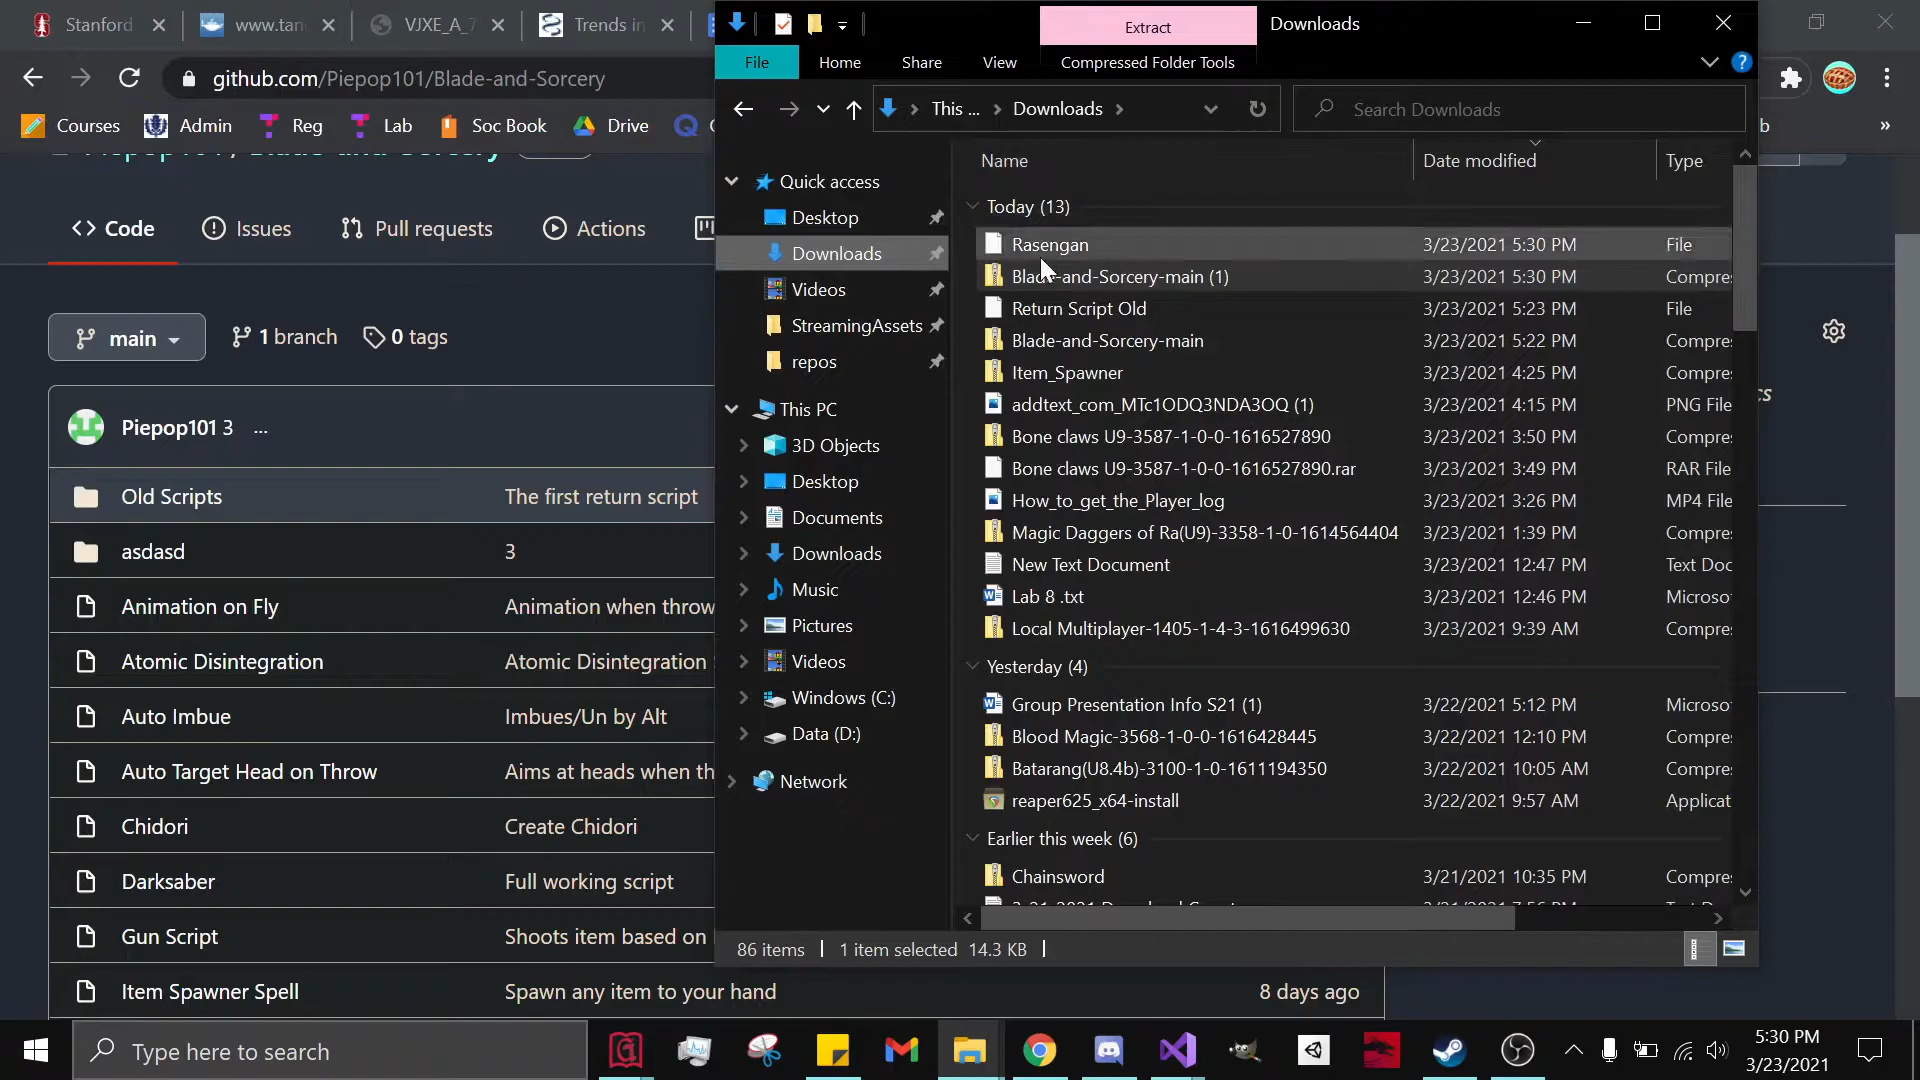 Stanford
www.tan
VJXE_A_7
Trends in
Extract
Downloads
github.com/Piepop101/Blade-and-Sorcery
File
Home
Share
View
Compressed Folder Tools
Courses
Admin
Reg
Lab
Soc Book
Drive
This ...
Downloads
Search Downloads
Name
Date modified
Type
Code
Issues
Pull requests
Actions
main
1 branch
0 tags
Piepop101 3 ...
Old Scripts
The first return script
asdasd
3
Animation on Fly
Animation when throw
Atomic Disintegration
Atomic Disintegration
Auto Imbue
Imbues/Un by Alt
Auto Target Head on Throw
Aims at heads when th
Chidori
Create Chidori
Darksaber
Full working script
Gun Script
Shoots item based on
Item Spawner Spell
Spawn any item to your hand
8 days ago
Quick access
Desktop
Downloads
Videos
StreamingAssets
repos
This PC
3D Objects
Desktop
Documents
Downloads
Music
Pictures
Videos
Windows (C:)
Data (D:)
Network
Today (13)
Rasengan 3/23/2021 5:30 PM File
Blade-and-Sorcery-main (1) 3/23/2021 5:30 PM Compre
Return Script Old 3/23/2021 5:23 PM File
Blade-and-Sorcery-main 3/23/2021 5:22 PM Compre
Item_Spawner 3/23/2021 4:25 PM Compre
addtext_com_MTc1ODQ3NDA3OQ (1) 3/23/2021 4:15 PM PNG File
Bone claws U9-3587-1-0-0-1616527890 3/23/2021 3:50 PM Compre
Bone claws U9-3587-1-0-0-1616527890.rar 3/23/2021 3:49 PM RAR File
How_to_get_the_Player_log 3/23/2021 3:26 PM MP4 File
Magic Daggers of Ra(U9)-3358-1-0-1614564404 3/23/2021 1:39 PM Compre
New Text Document 3/23/2021 12:47 PM Text Doc
Lab 8 .txt 3/23/2021 12:46 PM Microso
Local Multiplayer-1405-1-4-3-1616499630 3/23/2021 9:39 AM Compre
Yesterday (4)
Group Presentation Info S21 (1) 3/22/2021 5:12 PM Microso
Blood Magic-3568-1-0-0-1616428445 3/22/2021 12:10 PM Compre
Batarang(U8.4b)-3100-1-0-1611194350 3/22/2021 10:05 AM Compre
reaper625_x64-install 3/22/2021 9:57 AM Applicat
Earlier this week (6)
Chainsword 3/21/2021 10:35 PM Compre
86 items
1 item selected 14.3 KB
Type here to search
5:30 PM
3/23/2021